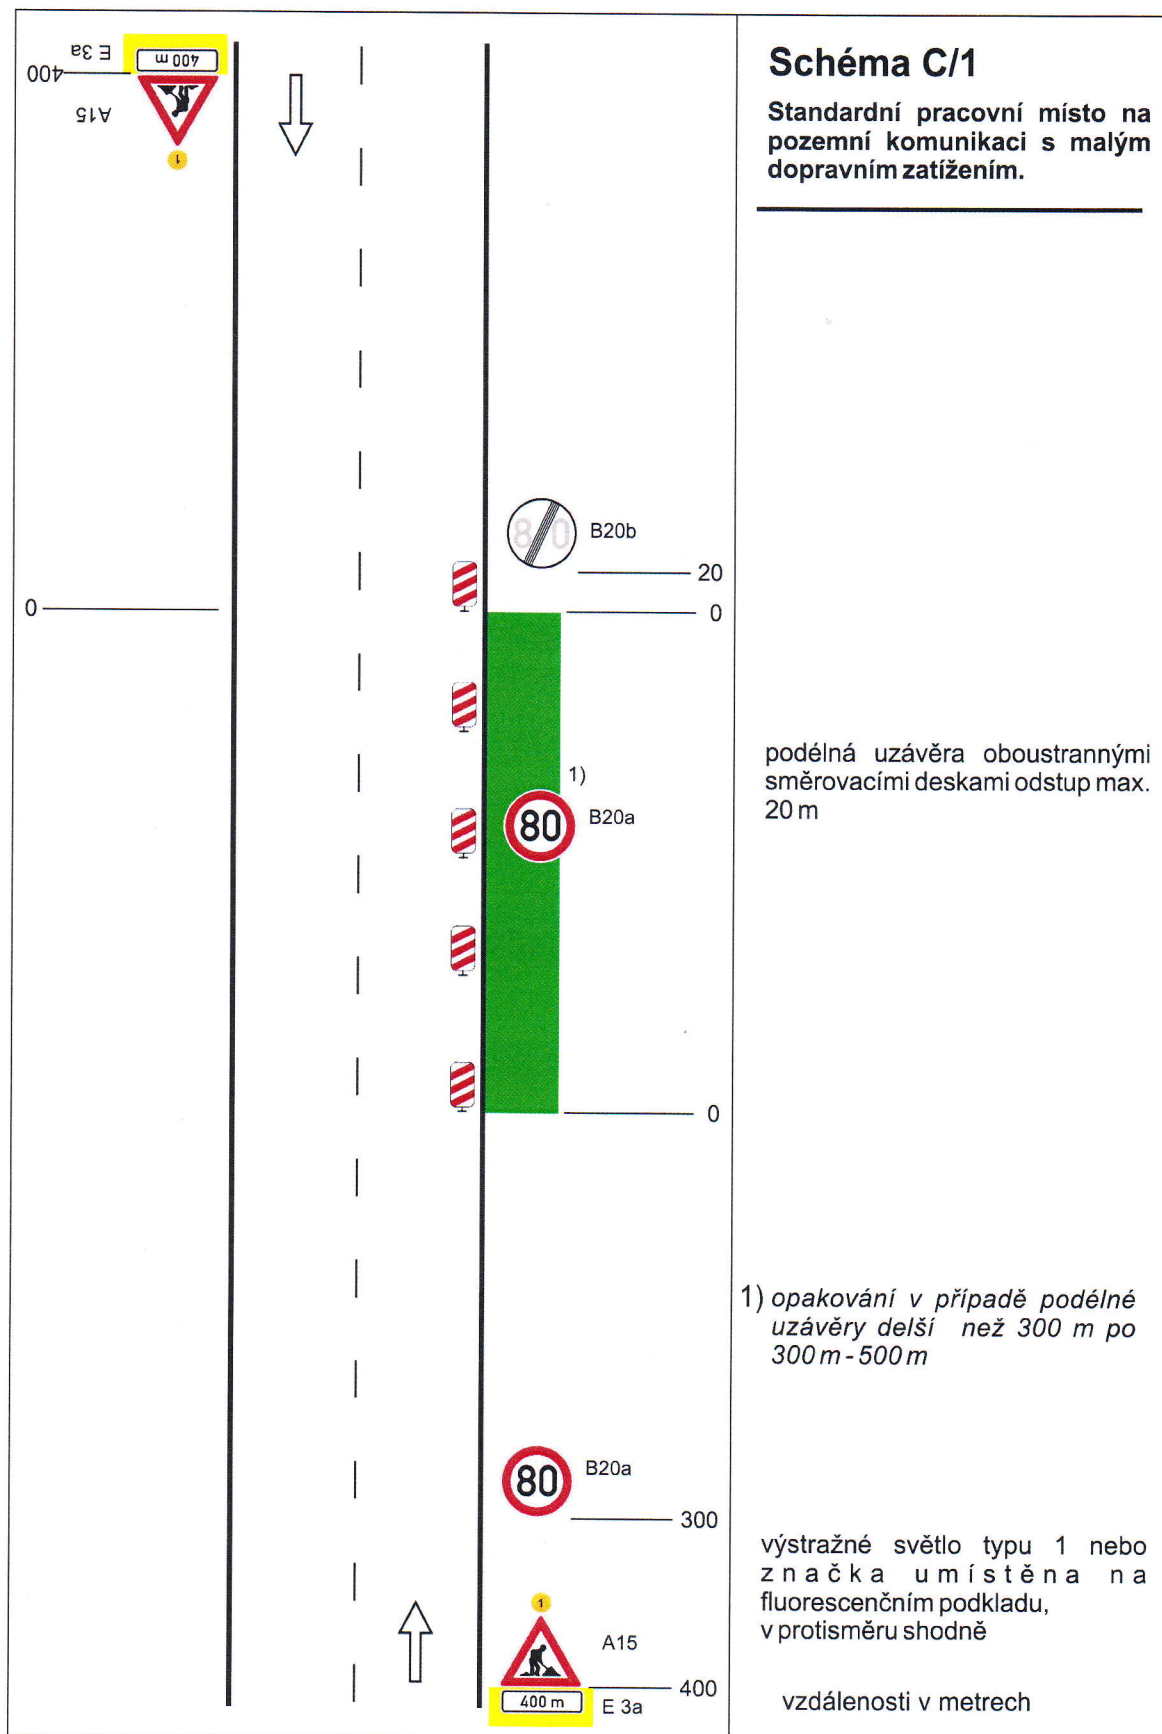 E 3a
400 m
400
A15
1
Schéma C/1
Standardní pracovní místo na
pozemní komunikaci s malým
dopravním zatížením.
80
B20b
20
0
0
podélná uzávěra oboustrannými
směrovacími deskami odstup max.
20 m
1)
80
B20a
0
1) opakování v případě podélné
uzávěry delší než 300 m po
300 m - 500 m
80
B20a
300
výstražné světlo typu 1 nebo
značka umístěna na
fluorescenčním podkladu,
v protisměru shodně
1
A15
400
400 m
E 3a
vzdálenosti v metrech